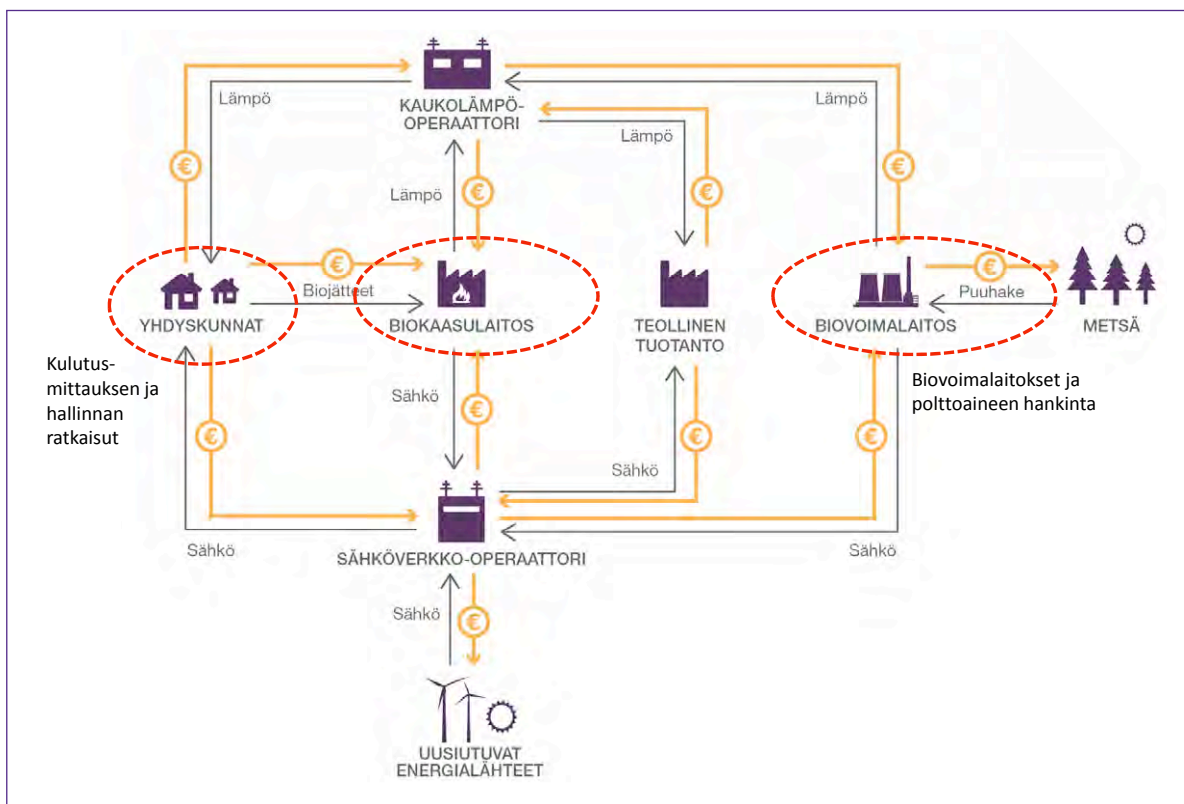 Lämpö
KAUKOLÄMPÖ-
OPERAATTORI
Lämpö
Lämpö
€
€
Lämpö
€
€
€
Biojätteet
€
Puuhake
YHDYSKUNNAT
BIOKAASULAITOS
TEOLLINEN
TUOTANTO
BIOVOIMALAITOS
METSÄ
Kulutus-
mittauksen ja
hallinnan
ratkaisut
Biovoimalaitokset ja
polttoaineen hankinta
Sähkö
€
€
€
€
Sähkö
Sähkö
Sähkö
SÄHKÖVERKKO-OPERAATTORI
Sähkö
€
UUSIUTUVAT
ENERGIALÄHTEET